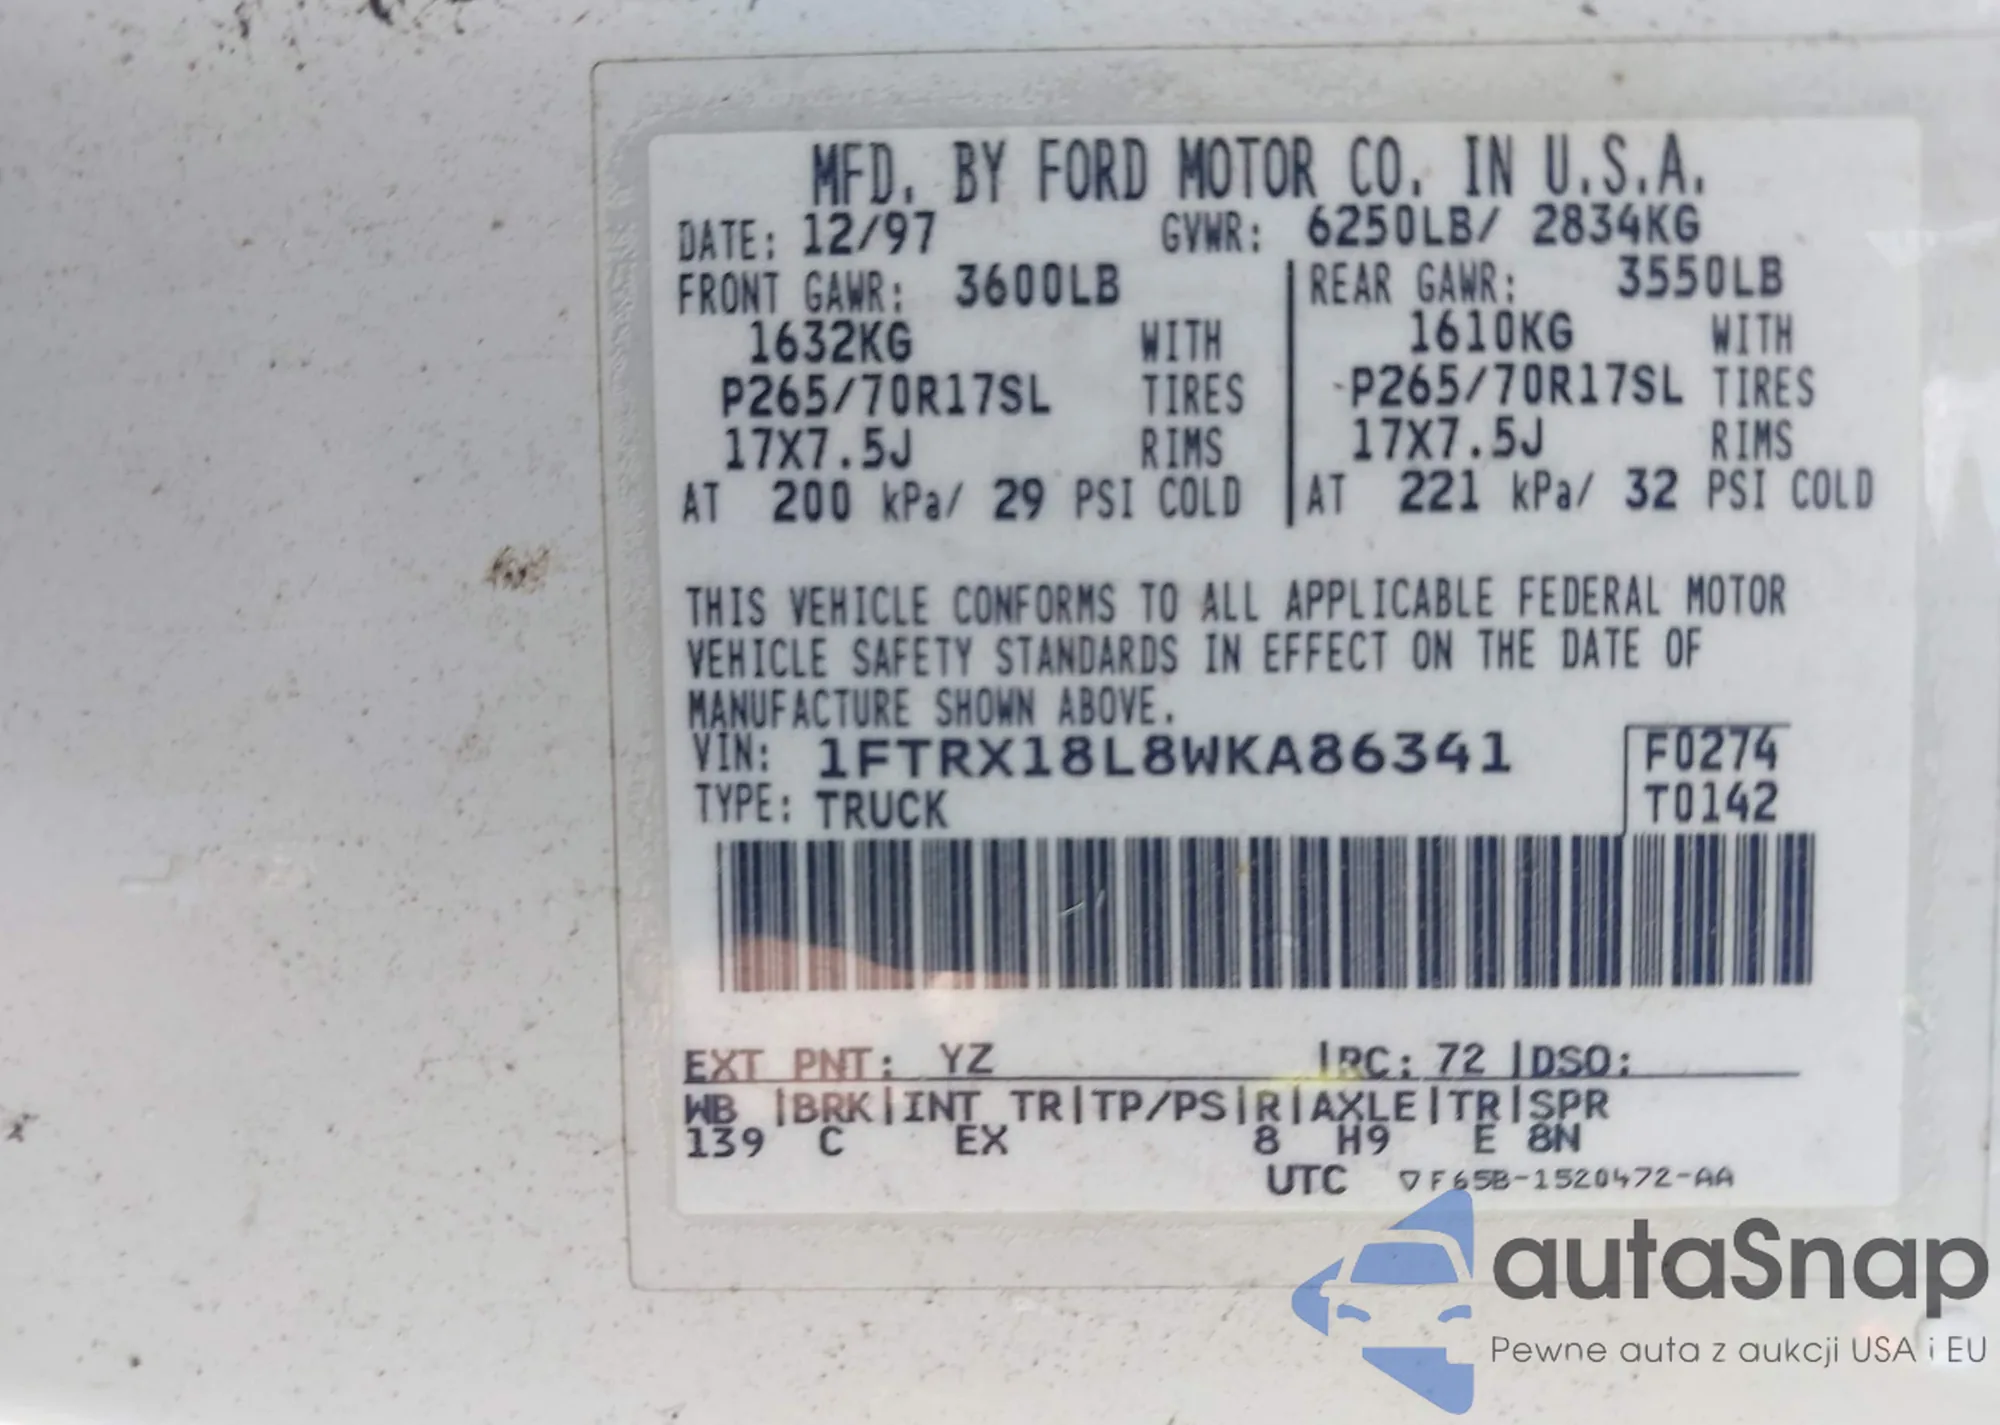 MFD. BY FORD MOTOR CO. IN U.S.A.
DATE: 12/97 GVWR: 6250LB/ 2834KG
FRONT GAWR: 3600LB REAR GAWR: 3550LB
1632KG WITH 1610KG WITH
P265/70R17SL TIRES P265/70R17SL TIRES
17X7.5J RIMS 17X7.5J RIMS
AT 200 kPa/ 29 PSI COLD AT 221 kPa/ 32 PSI COLD
THIS VEHICLE CONFORMS TO ALL APPLICABLE FEDERAL MOTOR
VEHICLE SAFETY STANDARDS IN EFFECT ON THE DATE OF
MANUFACTURE SHOWN ABOVE.
VIN: 1FTRX18L8WKA86341 F0274
TYPE: TRUCK T0142
EXT PNT: YZ |RC: 72 |DSO:
WB |BRK|INT TR|TP/PS|R|AXLE|TR|SPR
139 C EX 8 H9 E 8N
UTC ▽F65B-1520472-AA
autaSnap
Pewne auta z aukcji USA i EU